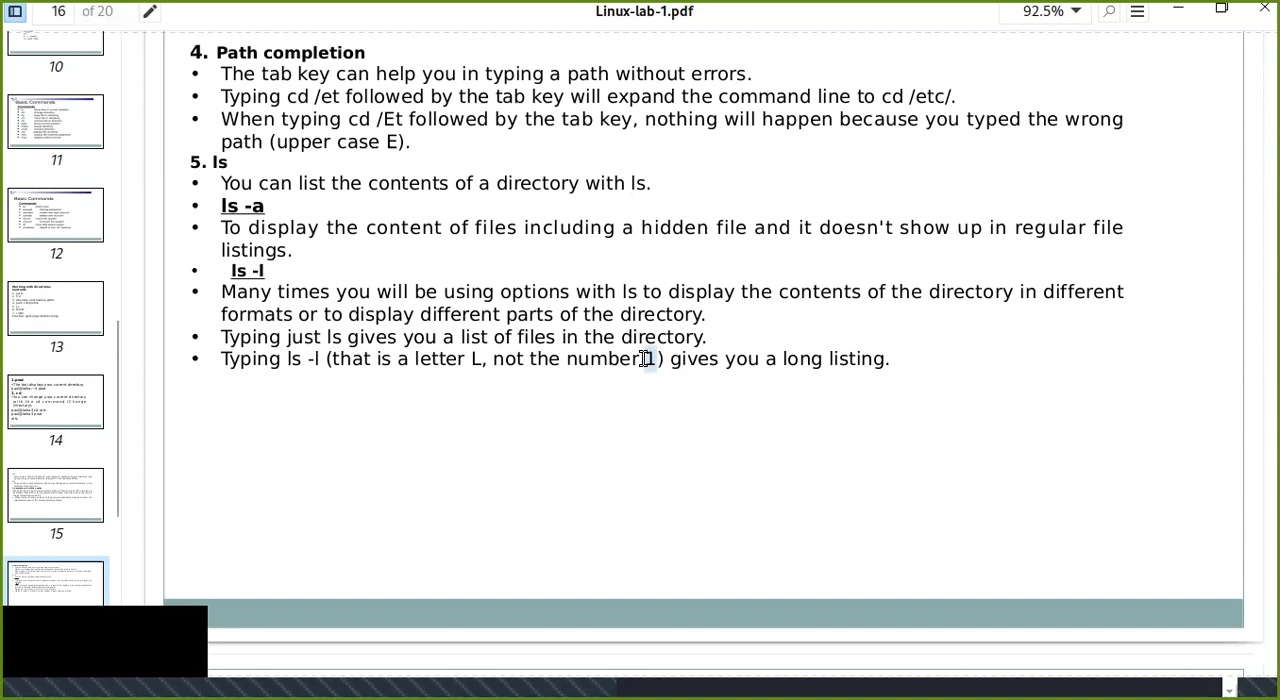 16 of 20
Linux-lab-1.pdf
92.5%
10
11
12
13
14
15
Basic Commands
Basic Commands
4. Path completion
• The tab key can help you in typing a path without errors.
• Typing cd /et followed by the tab key will expand the command line to cd /etc/.
• When typing cd /Et followed by the tab key, nothing will happen because you typed the wrong
path (upper case E).
5. ls
• You can list the contents of a directory with ls.
• ls -a
• To display the content of files including a hidden file and it doesn't show up in regular file
listings.
• ls -l
• Many times you will be using options with ls to display the contents of the directory in different
formats or to display different parts of the directory.
• Typing just ls gives you a list of files in the directory.
• Typing ls -l (that is a letter L, not the number 1) gives you a long listing.